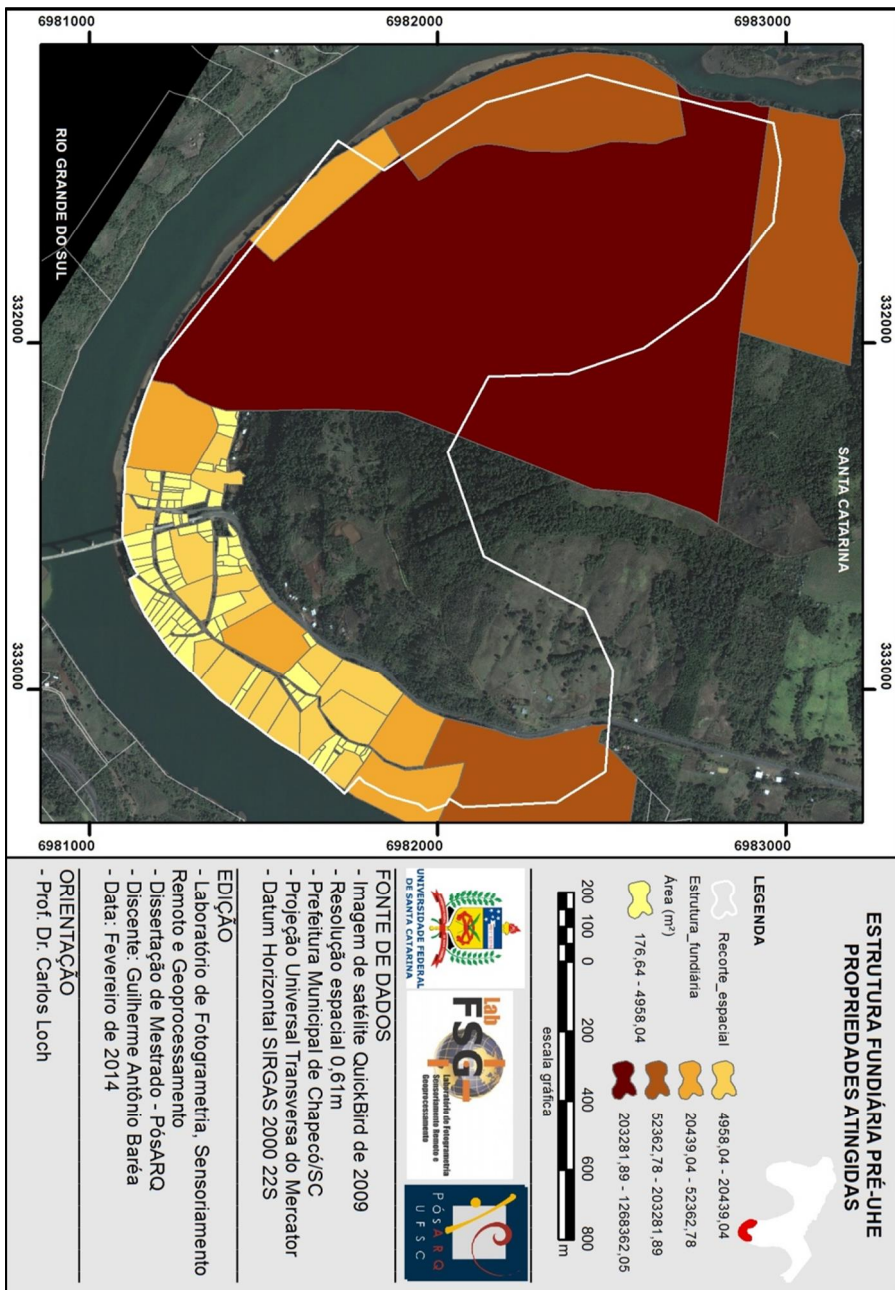 ESTRUTURA FUNDIÁRIA PRÉ-UHE
PROPRIEDADES ATINGIDAS
332000
333000
6983000
6982000
6981000
6983000
6982000
6981000
332000
333000
SANTA CATARINA
RIO GRANDE DO SUL
LEGENDA
Recorte_espacial
Estrutura_fundiária
Área (m²)
176,64 - 4958,04
4958,04 - 20439,04
20439,04 - 52362,78
52362,78 - 203281,89
203281,89 - 1268362,05
200 100 0 200 400 600 800
m
escala gráfica
UNIVERSIDADE FEDERAL
DE SANTA CATARINA
Lab
FSG
Laboratório de Fotogrametria
Sensoriamento Remoto e
Geoprocessamento
PÓSARQ
UFSC
FONTE DE DADOS
- Imagem de satélite QuickBird de 2009
- Resolução espacial 0,61m
- Prefeitura Municipal de Chapecó/SC
- Projeção Universal Transversa do Mercator
- Datum Horizontal SIRGAS 2000 22S
EDIÇÃO
- Laboratório de Fotogrametria, Sensoriamento
Remoto e Geoprocessamento
- Dissertação de Mestrado - PósARQ
- Discente: Guilherme Antônio Baréa
- Data: Fevereiro de 2014
ORIENTAÇÃO
- Prof. Dr. Carlos Loch